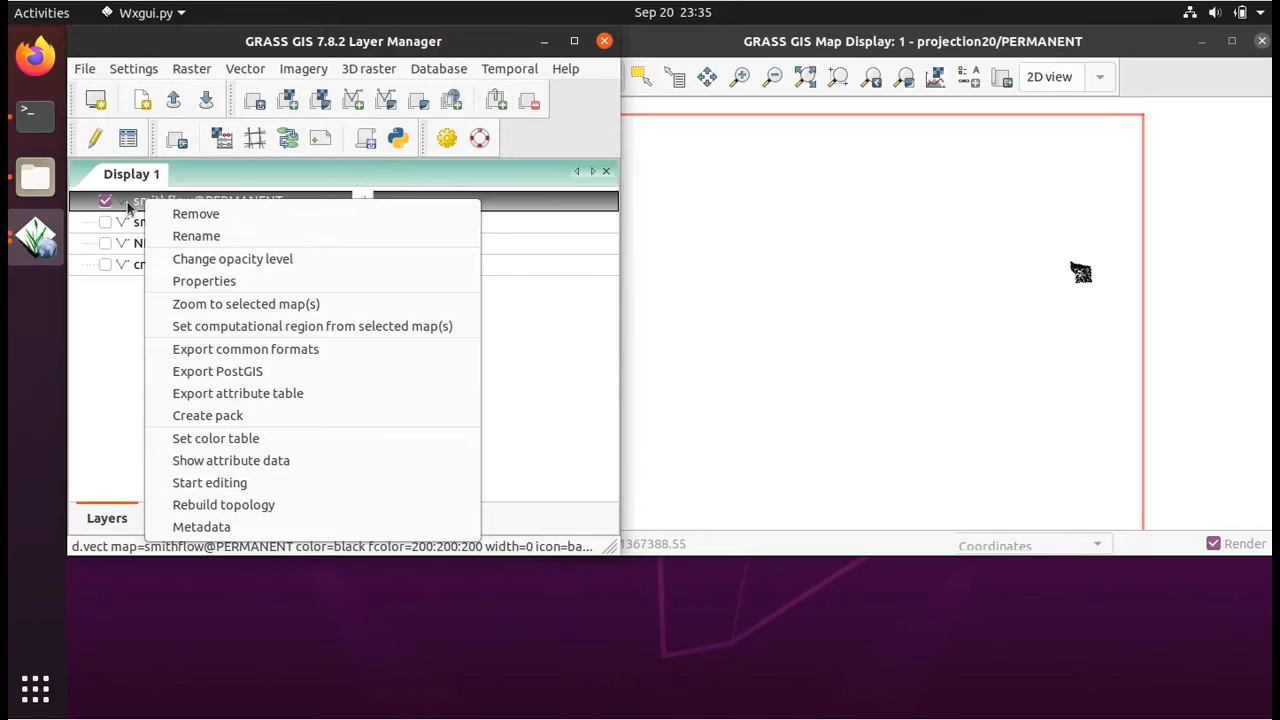 Activities Wxgui.py Sep 20 23:35
GRASS GIS 7.8.2 Layer Manager
GRASS GIS Map Display: 1 - projection20/PERMANENT
File Settings Raster Vector Imagery 3D raster Database Temporal Help
2D view
Display 1
smithflow@PERMANENT
Remove
Rename
Change opacity level
Properties
Zoom to selected map(s)
Set computational region from selected map(s)
Export common formats
Export PostGIS
Export attribute table
Create pack
Set color table
Show attribute data
Start editing
Rebuild topology
Metadata
Layers
d.vect map=smithflow@PERMANENT color=black fcolor=200:200:200 width=0 icon=ba...
1367388.55
Coordinates
Render